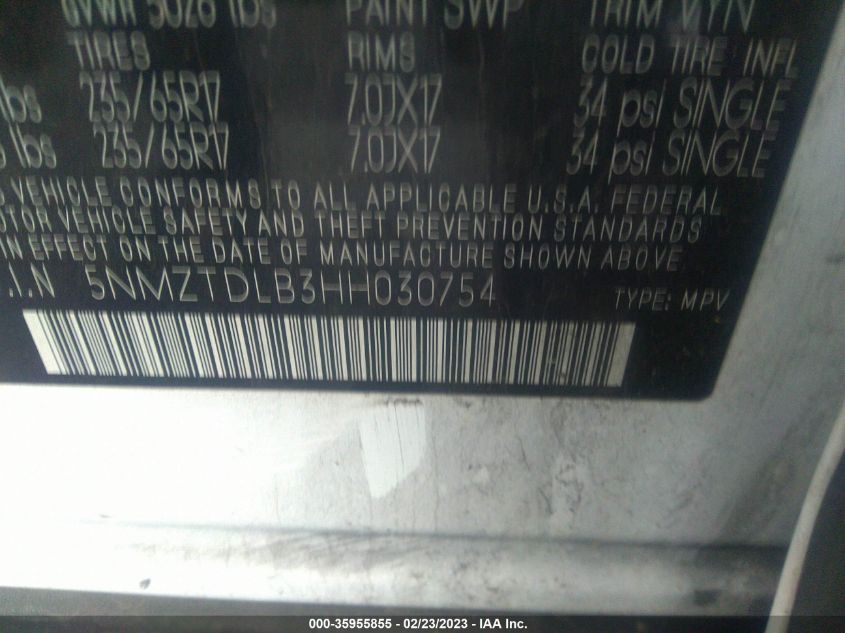 GVWR 5026 lbs PAINT SWP TRIM VYN
TIRES RIMS COLD TIRE INFL
lbs 235/65R17 7.0JX17 34 psi SINGLE
lbs 235/65R17 7.0JX17 34 psi SINGLE
VEHICLE CONFORMS TO ALL APPLICABLE U.S.A. FEDERAL
TOR VEHICLE SAFETY AND THEFT PREVENTION STANDARDS
IN EFFECT ON THE DATE OF MANUFACTURE SHOWN ABOVE
.I.N 5NMZTDLB3HH030754 TYPE: MPV
000-35955855 - 02/23/2023 - IAA Inc.